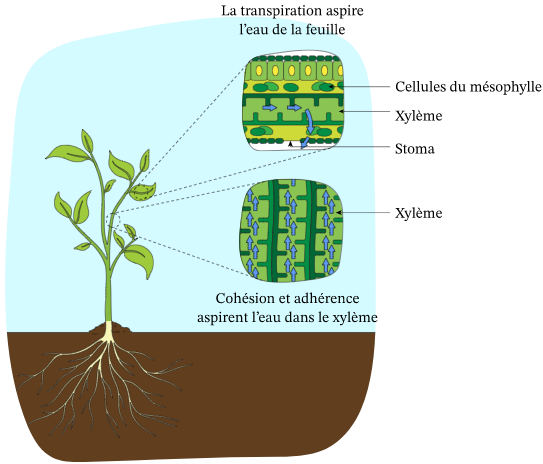 La transpiration aspire
l’eau de la feuille
Cellules du mésophylle
Xylème
Stoma
Xylème
Cohésion et adhérence
aspirent l’eau dans le xylème